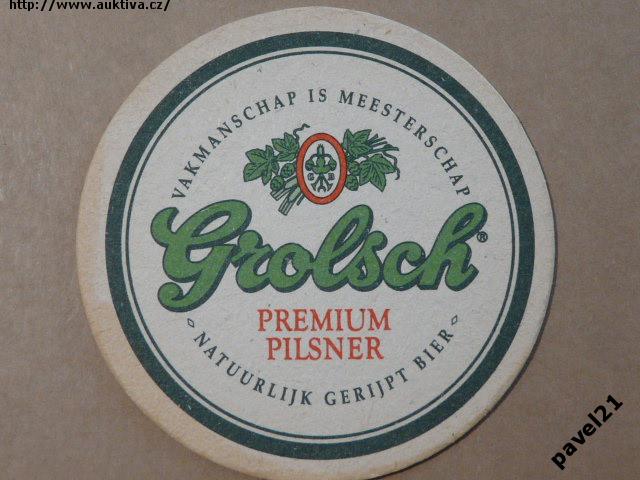 http://www.auktiva.cz/
VAKMANSCHAP IS MEESTERSCHAP
G B
Grolsch®
PREMIUM
PILSNER
NATUURLIJK GERIJPT BIER
pavel21